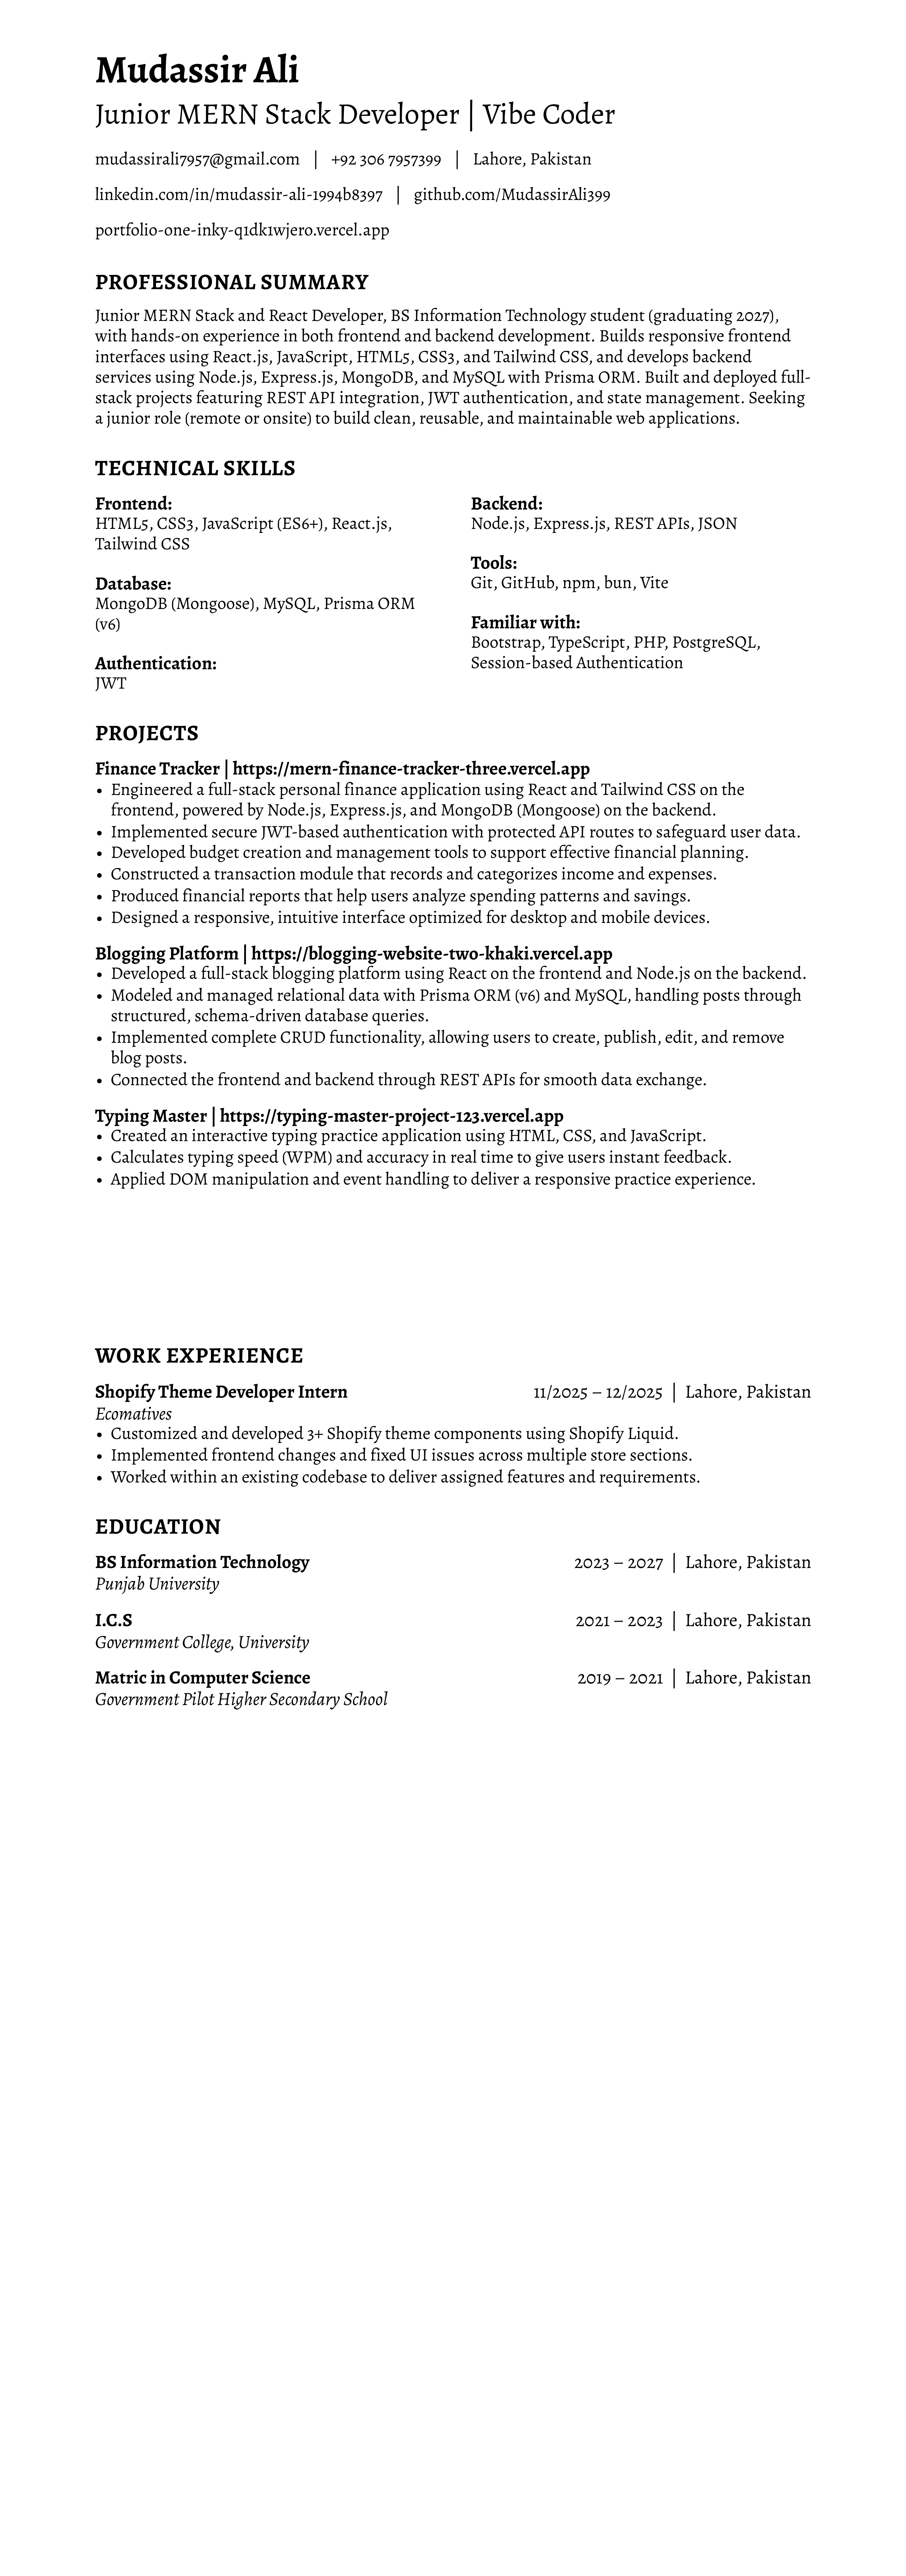 Mudassir Ali
Junior MERN Stack Developer | Vibe Coder
mudassirali7957@gmail.com | +92 306 7957399 | Lahore, Pakistan
linkedin.com/in/mudassir-ali-1994b8397 | github.com/MudassirAli399
portfolio-one-inky-q1dk1wjero.vercel.app
PROFESSIONAL SUMMARY
Junior MERN Stack and React Developer, BS Information Technology student (graduating 2027),
with hands-on experience in both frontend and backend development. Builds responsive frontend
interfaces using React.js, JavaScript, HTML5, CSS3, and Tailwind CSS, and develops backend
services using Node.js, Express.js, MongoDB, and MySQL with Prisma ORM. Built and deployed full-
stack projects featuring REST API integration, JWT authentication, and state management. Seeking
a junior role (remote or onsite) to build clean, reusable, and maintainable web applications.
TECHNICAL SKILLS
Frontend:
HTML5, CSS3, JavaScript (ES6+), React.js,
Tailwind CSS
Database:
MongoDB (Mongoose), MySQL, Prisma ORM
(v6)
Authentication:
JWT
Backend:
Node.js, Express.js, REST APIs, JSON
Tools:
Git, GitHub, npm, bun, Vite
Familiar with:
Bootstrap, TypeScript, PHP, PostgreSQL,
Session-based Authentication
PROJECTS
Finance Tracker | https://mern-finance-tracker-three.vercel.app
• Engineered a full-stack personal finance application using React and Tailwind CSS on the
frontend, powered by Node.js, Express.js, and MongoDB (Mongoose) on the backend.
• Implemented secure JWT-based authentication with protected API routes to safeguard user data.
• Developed budget creation and management tools to support effective financial planning.
• Constructed a transaction module that records and categorizes income and expenses.
• Produced financial reports that help users analyze spending patterns and savings.
• Designed a responsive, intuitive interface optimized for desktop and mobile devices.
Blogging Platform | https://blogging-website-two-khaki.vercel.app
• Developed a full-stack blogging platform using React on the frontend and Node.js on the backend.
• Modeled and managed relational data with Prisma ORM (v6) and MySQL, handling posts through
structured, schema-driven database queries.
• Implemented complete CRUD functionality, allowing users to create, publish, edit, and remove
blog posts.
• Connected the frontend and backend through REST APIs for smooth data exchange.
Typing Master | https://typing-master-project-123.vercel.app
• Created an interactive typing practice application using HTML, CSS, and JavaScript.
• Calculates typing speed (WPM) and accuracy in real time to give users instant feedback.
• Applied DOM manipulation and event handling to deliver a responsive practice experience.
WORK EXPERIENCE
Shopify Theme Developer Intern 11/2025 – 12/2025 | Lahore, Pakistan
Ecomatives
• Customized and developed 3+ Shopify theme components using Shopify Liquid.
• Implemented frontend changes and fixed UI issues across multiple store sections.
• Worked within an existing codebase to deliver assigned features and requirements.
EDUCATION
BS Information Technology 2023 – 2027 | Lahore, Pakistan
Punjab University
I.C.S 2021 – 2023 | Lahore, Pakistan
Government College, University
Matric in Computer Science 2019 – 2021 | Lahore, Pakistan
Government Pilot Higher Secondary School